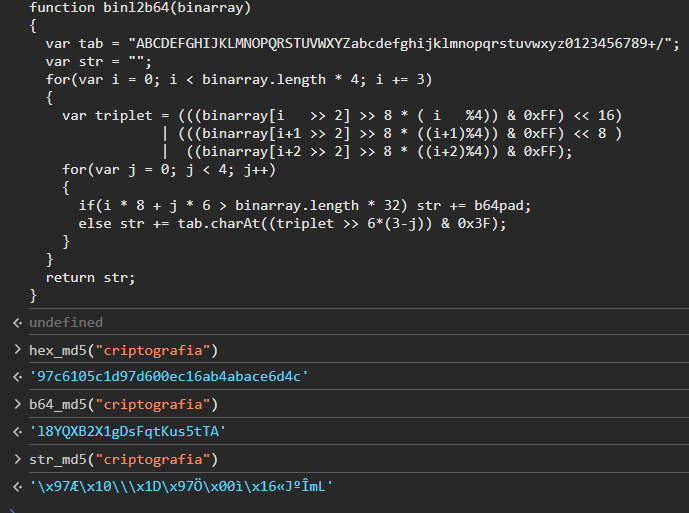 function binl2b64(binarray)
{
  var tab = "ABCDEFGHIJKLMNOPQRSTUVWXYZabcdefghijklmnopqrstuvwxyz0123456789+/";
  var str = "";
  for(var i = 0; i < binarray.length * 4; i += 3)
  {
    var triplet = (((binarray[i   >> 2] >> 8 * ( i   %4)) & 0xFF) << 16)
                | (((binarray[i+1 >> 2] >> 8 * ((i+1)%4)) & 0xFF) << 8 )
                |  ((binarray[i+2 >> 2] >> 8 * ((i+2)%4)) & 0xFF);
    for(var j = 0; j < 4; j++)
    {
      if(i * 8 + j * 6 > binarray.length * 32) str += b64pad;
      else str += tab.charAt((triplet >> 6*(3-j)) & 0x3F);
    }
  }
  return str;
}
undefined
hex_md5("criptografia")
'97c6105c1d97d600ec16ab4abace6d4c'
b64_md5("criptografia")
'l8YQXB2X1gDsFqtKus5tTA'
str_md5("criptografia")
'\x97Æ\x10\\\x1D\x97Ö\x00ì\x16«JºÎmL'